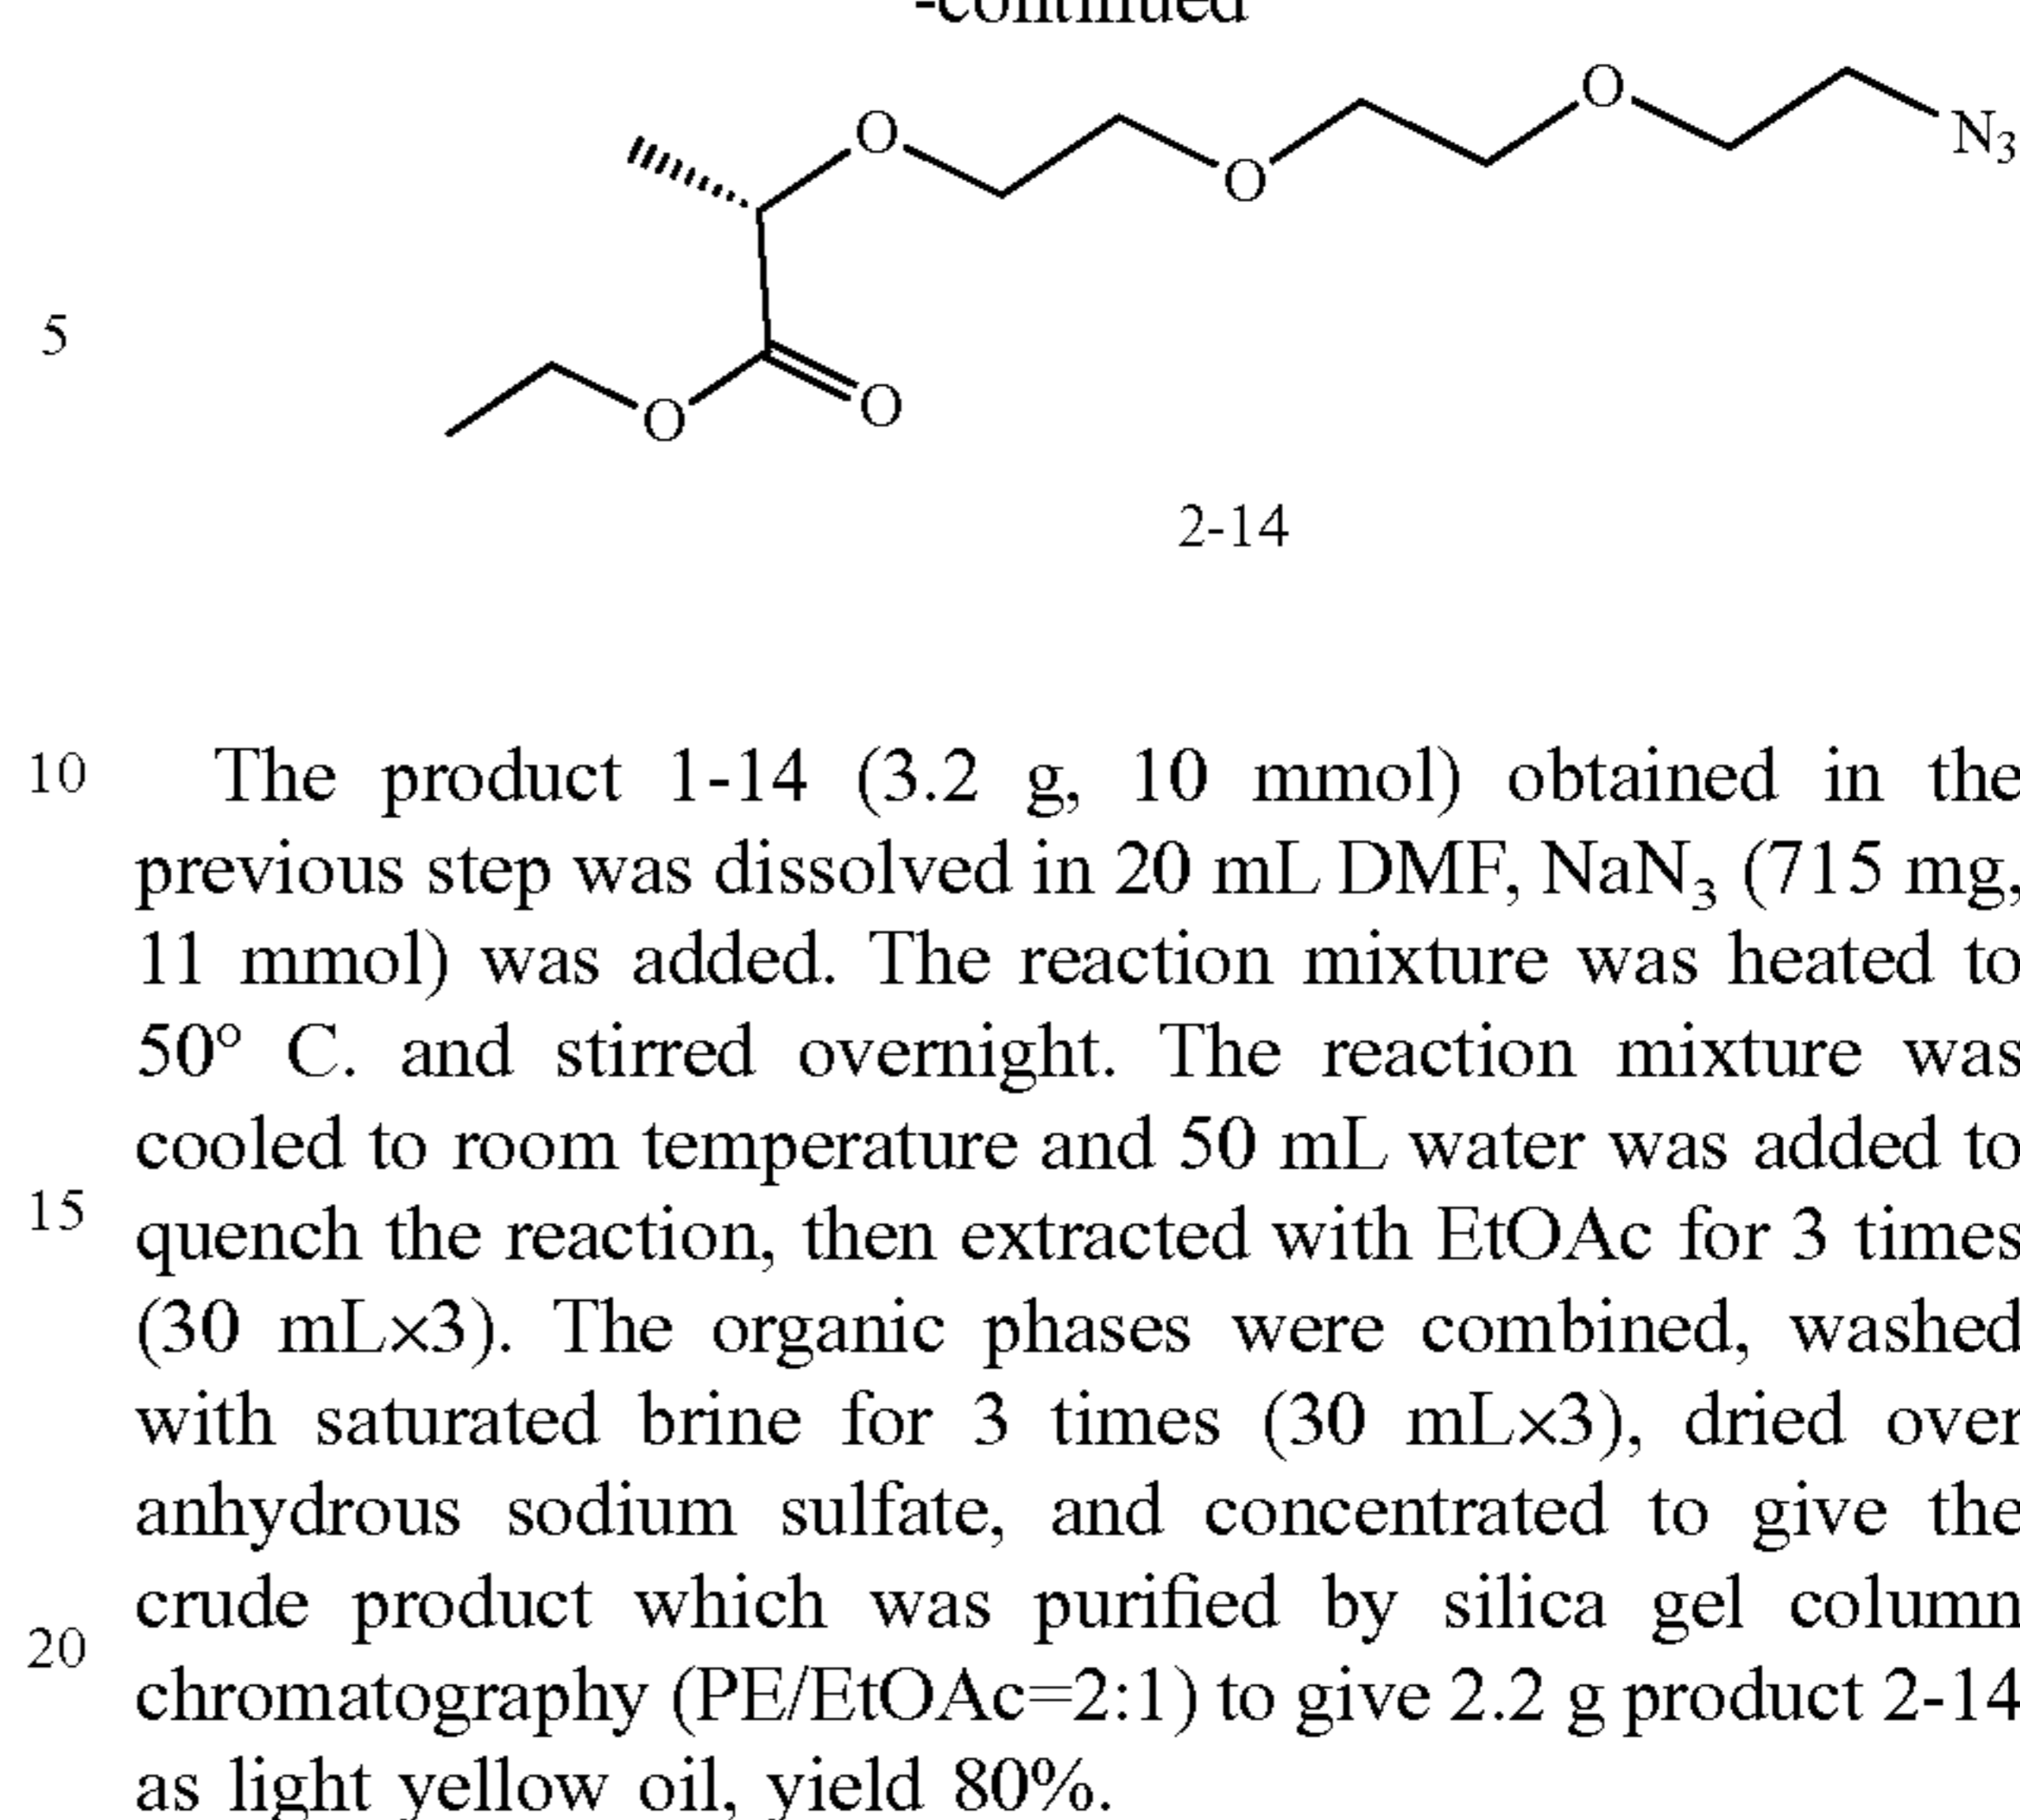 -continued
O
O
O
N₃
5
O
O
2-14
10 The product 1-14 (3.2 g, 10 mmol) obtained in the
previous step was dissolved in 20 mL DMF, NaN₃ (715 mg,
11 mmol) was added. The reaction mixture was heated to
50° C. and stirred overnight. The reaction mixture was
cooled to room temperature and 50 mL water was added to
15 quench the reaction, then extracted with EtOAc for 3 times
(30 mL×3). The organic phases were combined, washed
with saturated brine for 3 times (30 mL×3), dried over
anhydrous sodium sulfate, and concentrated to give the
crude product which was purified by silica gel column
20 chromatography (PE/EtOAc=2:1) to give 2.2 g product 2-14
as light yellow oil, yield 80%.